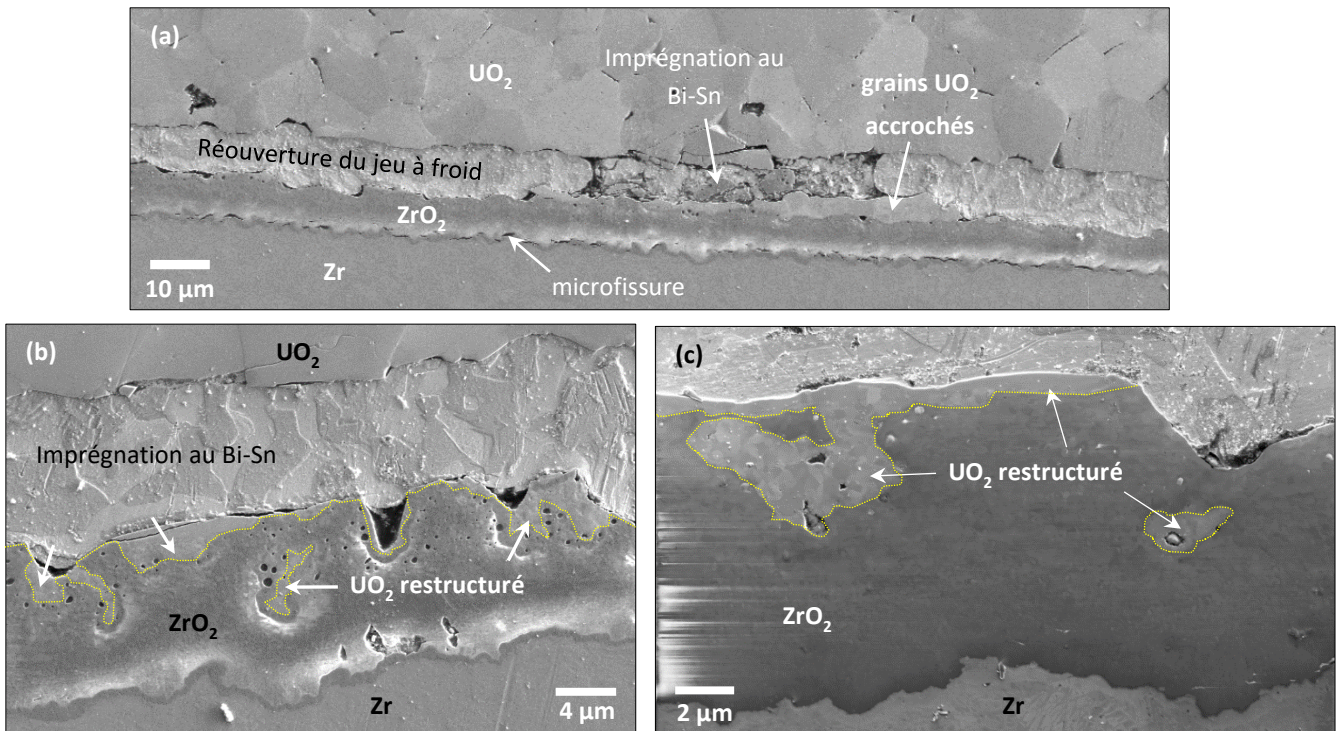 (a)
UO₂
Imprégnation au
Bi-Sn
grains UO₂
accrochés
Réouverture du jeu à froid
ZrO₂
Zr
microfissure
10 µm
(b)
UO₂
Imprégnation au Bi-Sn
UO₂ restructuré
ZrO₂
Zr
4 µm
(c)
UO₂ restructuré
ZrO₂
Zr
2 µm